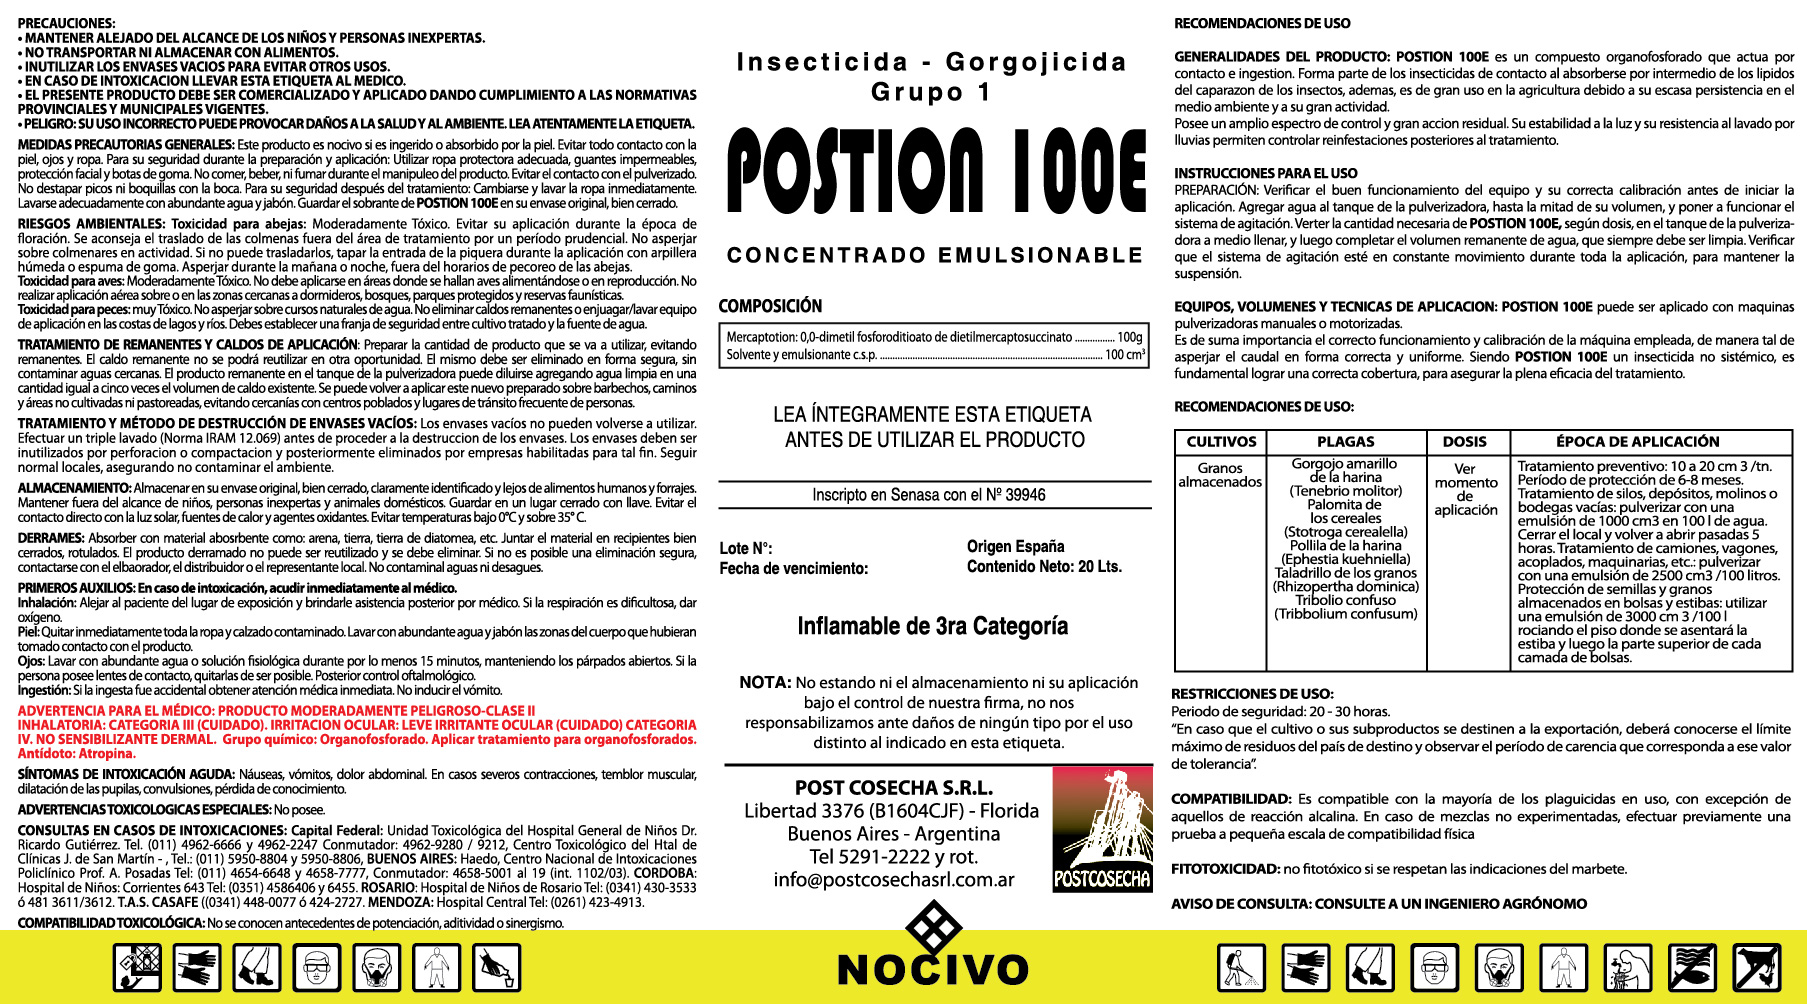 PRECAUCIONES:
• MANTENER ALEJADO DEL ALCANCE DE LOS NIÑOS Y PERSONAS INEXPERTAS.
• NO TRANSPORTAR NI ALMACENAR CON ALIMENTOS.
• INUTILIZAR LOS ENVASES VACIOS PARA EVITAR OTROS USOS.
• EN CASO DE INTOXICACION LLEVAR ESTA ETIQUETA AL MEDICO.
• EL PRESENTE PRODUCTO DEBE SER COMERCIALIZADO Y APLICADO DANDO CUMPLIMIENTO A LAS NORMATIVAS
PROVINCIALES Y MUNICIPALES VIGENTES.
• PELIGRO: SU USO INCORRECTO PUEDE PROVOCAR DAÑOS A LA SALUD Y AL AMBIENTE. LEA ATENTAMENTE LA ETIQUETA.
MEDIDAS PRECAUTORIAS GENERALES: Este producto es nocivo si es ingerido o absorbido por la piel. Evitar todo contacto con la
piel, ojos y ropa. Para su seguridad durante la preparación y aplicación: Utilizar ropa protectora adecuada, guantes impermeables,
protección facial y botas de goma. No comer, beber, ni fumar durante el manipuleo del producto. Evitar el contacto con el pulverizado.
No destapar picos ni boquillas con la boca. Para su seguridad después del tratamiento: Cambiarse y lavar la ropa inmediatamente.
Lavarse adecuadamente con abundante agua y jabón. Guardar el sobrante de POSTION 100E en su envase original, bien cerrado.
RIESGOS AMBIENTALES: Toxicidad para abejas: Moderadamente Tóxico. Evitar su aplicación durante la época de
floración. Se aconseja el traslado de las colmenas fuera del área de tratamiento por un período prudencial. No asperjar
sobre colmenares en actividad. Si no puede trasladarlos, tapar la entrada de la piquera durante la aplicación con arpillera
húmeda o espuma de goma. Asperjar durante la mañana o noche, fuera del horarios de pecoreo de las abejas.
Toxicidad para aves: Moderadamente Tóxico. No debe aplicarse en áreas donde se hallan aves alimentándose o en reproducción. No
realizar aplicación aérea sobre o en las zonas cercanas a dormideros, bosques, parques protegidos y reservas faunísticas.
Toxicidad para peces: muy Tóxico. No asperjar sobre cursos naturales de agua. No eliminar caldos remanentes o enjuagar/lavar equipo
de aplicación en las costas de lagos y ríos. Debes establecer una franja de seguridad entre cultivo tratado y la fuente de agua.
TRATAMIENTO DE REMANENTES Y CALDOS DE APLICACIÓN: Preparar la cantidad de producto que se va a utilizar, evitando
remanentes. El caldo remanente no se podrá reutilizar en otra oportunidad. El mismo debe ser eliminado en forma segura, sin
contaminar aguas cercanas. El producto remanente en el tanque de la pulverizadora puede diluirse agregando agua limpia en una
cantidad igual a cinco veces el volumen de caldo existente. Se puede volver a aplicar este nuevo preparado sobre barbechos, caminos
y áreas no cultivadas ni pastoreadas, evitando cercanías con centros poblados y lugares de tránsito frecuente de personas.
TRATAMIENTO Y MÉTODO DE DESTRUCCIÓN DE ENVASES VACÍOS: Los envases vacíos no pueden volverse a utilizar.
Efectuar un triple lavado (Norma IRAM 12.069) antes de proceder a la destruccion de los envases. Los envases deben ser
inutilizados por perforacion o compactacion y posteriormente eliminados por empresas habilitadas para tal fin. Seguir
normal locales, asegurando no contaminar el ambiente.
ALMACENAMIENTO: Almacenar en su envase original, bien cerrado, claramente identificado y lejos de alimentos humanos y forrajes.
Mantener fuera del alcance de niños, personas inexpertas y animales domésticos. Guardar en un lugar cerrado con llave. Evitar el
contacto directo con la luz solar, fuentes de calor y agentes oxidantes. Evitar temperaturas bajo 0°C y sobre 35° C.
DERRAMES: Absorber con material absorbente como: arena, tierra, tierra de diatomea, etc. Juntar el material en recipientes bien
cerrados, rotulados. El producto derramado no puede ser reutilizado y se debe eliminar. Si no es posible una eliminación segura,
contactarse con el elbaorador, el distribuidor o el representante local. No contaminal aguas ni desagues.
PRIMEROS AUXILIOS: En caso de intoxicación, acudir inmediatamente al médico.
Inhalación: Alejar al paciente del lugar de exposición y brindarle asistencia posterior por médico. Si la respiración es dificultosa, dar
oxígeno.
Piel: Quitar inmediatamente toda la ropa y calzado contaminado. Lavar con abundante agua y jabón las zonas del cuerpo que hubieran
tomado contacto con el producto.
Ojos: Lavar con abundante agua o solución fisiológica durante por lo menos 15 minutos, manteniendo los párpados abiertos. Si la
persona posee lentes de contacto, quitarlas de ser posible. Posterior control oftalmológico.
Ingestión: Si la ingesta fue accidental obtener atención médica inmediata. No inducir el vómito.
ADVERTENCIA PARA EL MÉDICO: PRODUCTO MODERADAMENTE PELIGROSO-CLASE II
INHALATORIA: CATEGORIA III (CUIDADO). IRRITACION OCULAR: LEVE IRRITANTE OCULAR (CUIDADO) CATEGORIA
IV. NO SENSIBILIZANTE DERMAL. Grupo químico: Organofosforado. Aplicar tratamiento para organofosforados.
Antídoto: Atropina.
SÍNTOMAS DE INTOXICACIÓN AGUDA: Náuseas, vómitos, dolor abdominal. En casos severos contracciones, temblor muscular,
dilatación de las pupilas, convulsiones, pérdida de conocimiento.
ADVERTENCIAS TOXICOLOGICAS ESPECIALES: No posee.
CONSULTAS EN CASOS DE INTOXICACIONES: Capital Federal: Unidad Toxicológica del Hospital General de Niños Dr.
Ricardo Gutiérrez. Tel. (011) 4962-6666 y 4962-2247 Conmutador: 4962-9280 / 9212, Centro Toxicológico del Htal de
Clínicas J. de San Martín - , Tel.: (011) 5950-8804 y 5950-8806, BUENOS AIRES: Haedo, Centro Nacional de Intoxicaciones
Policlínico Prof. A. Posadas Tel: (011) 4654-6648 y 4658-7777, Conmutador: 4658-5001 al 19 (int. 1102/03). CORDOBA:
Hospital de Niños: Corrientes 643 Tel: (0351) 4586406 y 6455. ROSARIO: Hospital de Niños de Rosario Tel: (0341) 430-3533
ó 481 3611/3612. T.A.S. CASAFE ((0341) 448-0077 ó 424-2727. MENDOZA: Hospital Central Tel: (0261) 423-4913.
COMPATIBILIDAD TOXICOLÓGICA: No se conocen antecedentes de potenciación, aditividad o sinergismo.
Insecticida - Gorgojicida
Grupo 1
POSTION 100E
CONCENTRADO EMULSIONABLE
COMPOSICIÓN
Mercaptotion: 0,0-dimetil fosforoditioato de dietilmercaptosuccinato ................ 100g
Solvente y emulsionante c.s.p. ................ 100 cm³
LEA ÍNTEGRAMENTE ESTA ETIQUETA
ANTES DE UTILIZAR EL PRODUCTO
Inscripto en Senasa con el Nº 39946
Lote N°:
Fecha de vencimiento:
Origen España
Contenido Neto: 20 Lts.
Inflamable de 3ra Categoría
NOTA: No estando ni el almacenamiento ni su aplicación
bajo el control de nuestra firma, no nos
responsabilizamos ante daños de ningún tipo por el uso
distinto al indicado en esta etiqueta.
POST COSECHA S.R.L.
Libertad 3376 (B1604CJF) - Florida
Buenos Aires - Argentina
Tel 5291-2222 y rot.
info@postcosechasrl.com.ar
POSTCOSECHA
NOCIVO
RECOMENDACIONES DE USO
GENERALIDADES DEL PRODUCTO: POSTION 100E es un compuesto organofosforado que actua por
contacto e ingestion. Forma parte de los insecticidas de contacto al absorberse por intermedio de los lipidos
del caparazon de los insectos, ademas, es de gran uso en la agricultura debido a su escasa persistencia en el
medio ambiente y a su gran actividad.
Posee un amplio espectro de control y gran accion residual. Su estabilidad a la luz y su resistencia al lavado por
lluvias permiten controlar reinfestaciones posteriores al tratamiento.
INSTRUCCIONES PARA EL USO
PREPARACIÓN: Verificar el buen funcionamiento del equipo y su correcta calibración antes de iniciar la
aplicación. Agregar agua al tanque de la pulverizadora, hasta la mitad de su volumen, y poner a funcionar el
sistema de agitación. Verter la cantidad necesaria de POSTION 100E, según dosis, en el tanque de la pulveriza-
dora a medio llenar, y luego completar el volumen remanente de agua, que siempre debe ser limpia. Verificar
que el sistema de agitación esté en constante movimiento durante toda la aplicación, para mantener la
suspensión.
EQUIPOS, VOLUMENES Y TECNICAS DE APLICACION: POSTION 100E puede ser aplicado con maquinas
pulverizadoras manuales o motorizadas.
Es de suma importancia el correcto funcionamiento y calibración de la máquina empleada, de manera tal de
asperjar el caudal en forma correcta y uniforme. Siendo POSTION 100E un insecticida no sistémico, es
fundamental lograr una correcta cobertura, para asegurar la plena eficacia del tratamiento.
RECOMENDACIONES DE USO:
CULTIVOS PLAGAS DOSIS ÉPOCA DE APLICACIÓN
Granos
almacenados
Gorgojo amarillo
de la harina
(Tenebrio molitor)
Palomita de
los cereales
(Stotroga cerealella)
Pollila de la harina
(Ephestia kuehniella)
Taladrillo de los granos
(Rhizopertha dominica)
Tribolio confuso
(Tribbolium confusum)
Ver
momento
de
aplicación
Tratamiento preventivo: 10 a 20 cm 3 /tn.
Período de protección de 6-8 meses.
Tratamiento de silos, depósitos, molinos o
bodegas vacías: pulverizar con una
emulsión de 1000 cm3 en 100 l de agua.
Cerrar el local y volver a abrir pasadas 5
horas. Tratamiento de camiones, vagones,
acoplados, maquinarias, etc.: pulverizar
con una emulsión de 2500 cm3 /100 litros.
Protección de semillas y granos
almacenados en bolsas y estibas: utilizar
una emulsión de 3000 cm 3 /100 l
rociando el piso donde se asentará la
estiba y luego la parte superior de cada
camada de bolsas.
RESTRICCIONES DE USO:
Periodo de seguridad: 20 - 30 horas.
“En caso que el cultivo o sus subproductos se destinen a la exportación, deberá conocerse el límite
máximo de residuos del país de destino y observar el período de carencia que corresponda a ese valor
de tolerancia”.
COMPATIBILIDAD: Es compatible con la mayoría de los plaguicidas en uso, con excepción de
aquellos de reacción alcalina. En caso de mezclas no experimentadas, efectuar previamente una
prueba a pequeña escala de compatibilidad física
FITOTOXICIDAD: no fitotóxico si se respetan las indicaciones del marbete.
AVISO DE CONSULTA: CONSULTE A UN INGENIERO AGRÓNOMO